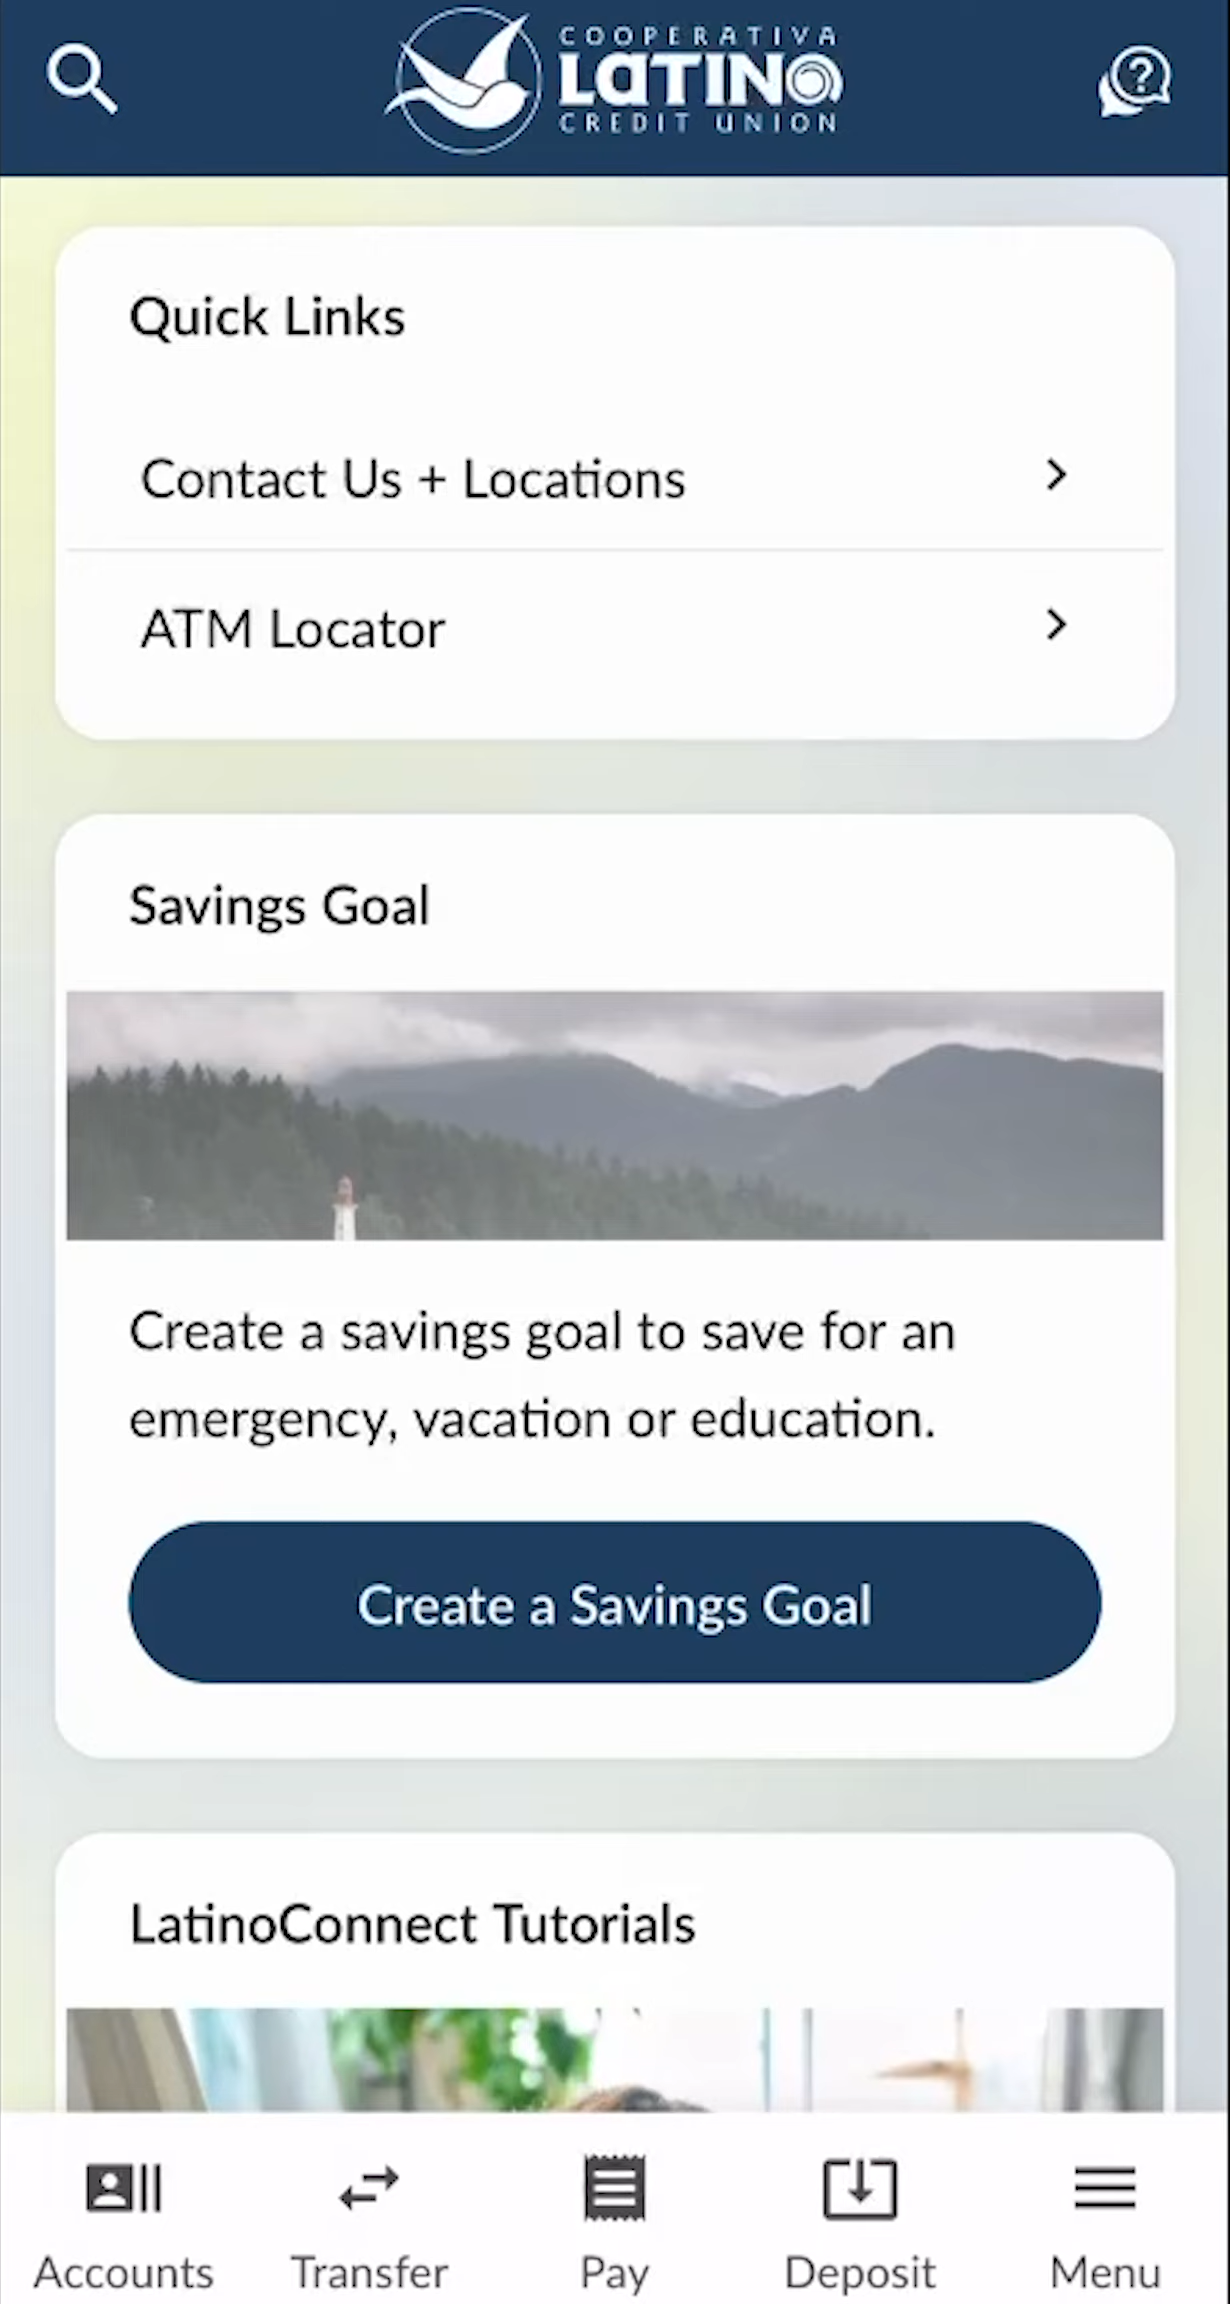 COOPERATIVA
LATINO
CREDIT UNION
Quick Links
Contact Us + Locations
ATM Locator
Savings Goal
Create a savings goal to save for an
emergency, vacation or education.
Create a Savings Goal
LatinoConnect Tutorials
Accounts
Transfer
Pay
Deposit
Menu